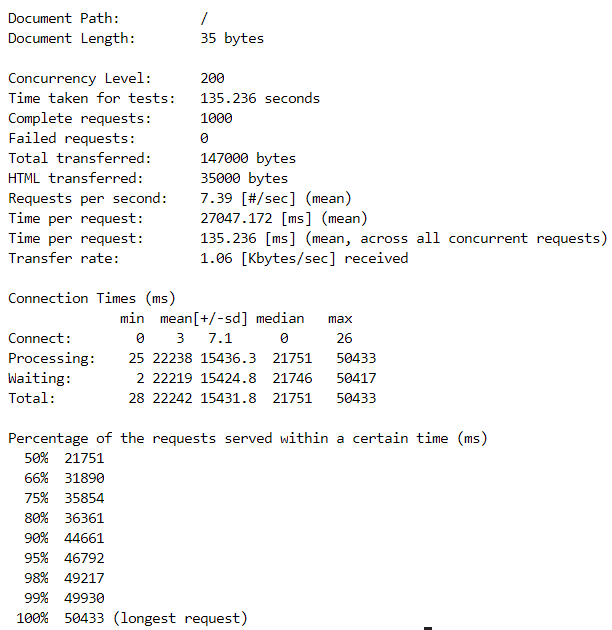 Document Path:          /
Document Length:        35 bytes

Concurrency Level:      200
Time taken for tests:   135.236 seconds
Complete requests:      1000
Failed requests:        0
Total transferred:      147000 bytes
HTML transferred:       35000 bytes
Requests per second:    7.39 [#/sec] (mean)
Time per request:       27047.172 [ms] (mean)
Time per request:       135.236 [ms] (mean, across all concurrent requests)
Transfer rate:          1.06 [Kbytes/sec] received

Connection Times (ms)
              min  mean[+/-sd] median   max
Connect:        0    3   7.1      0      26
Processing:    25 22238 15436.3  21751   50433
Waiting:        2 22219 15424.8  21746   50417
Total:         28 22242 15431.8  21751   50433

Percentage of the requests served within a certain time (ms)
  50%  21751
  66%  31890
  75%  35854
  80%  36361
  90%  44661
  95%  46792
  98%  49217
  99%  49930
 100%  50433 (longest request)